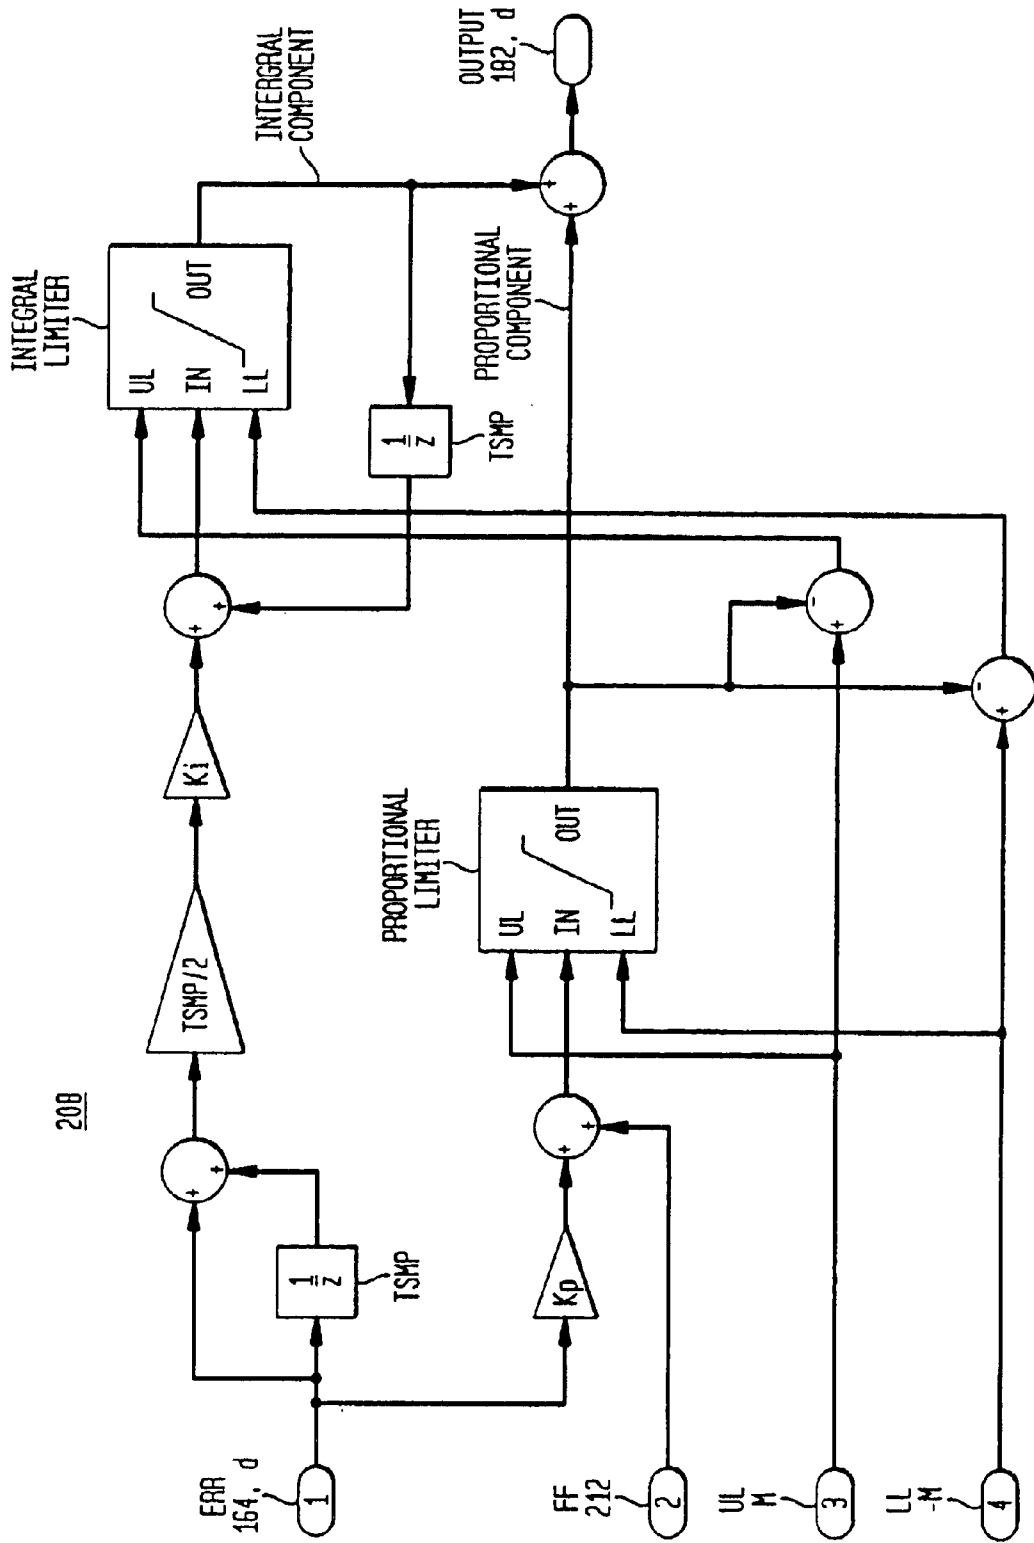 208
ERR
164, d
1
FF
212
2
UL
M
3
LL
-M
4
1
z
TSMP
+
+
TSMP/2
Ki
+
+
INTEGRAL
LIMITER
UL
IN
LL
OUT
INTERGRAL
COMPONENT
1
z
TSMP
Kp
+
+
PROPORTIONAL
LIMITER
UL
IN
LL
OUT
PROPORTIONAL
COMPONENT
+
-
+
-
+
+
OUTPUT
182, d